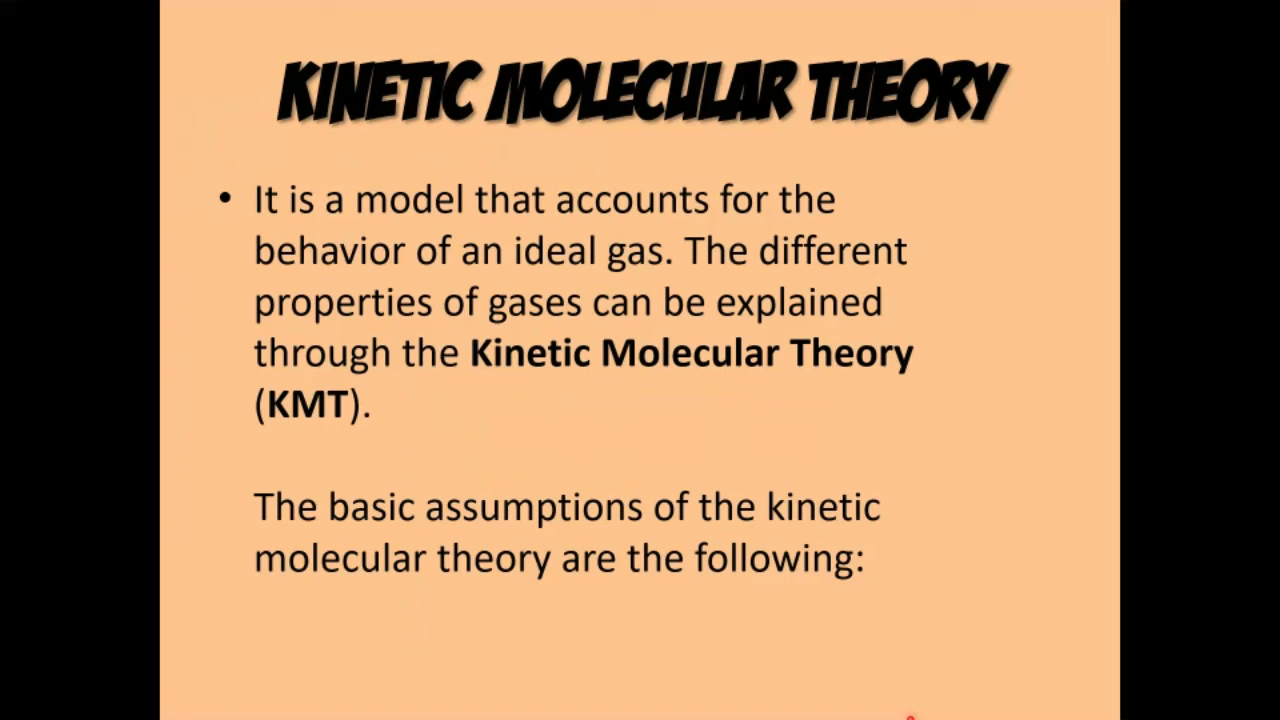 KINETIC MOLECULAR THEORY
• It is a model that accounts for the
behavior of an ideal gas. The different
properties of gases can be explained
through the Kinetic Molecular Theory
(KMT).
The basic assumptions of the kinetic
molecular theory are the following: